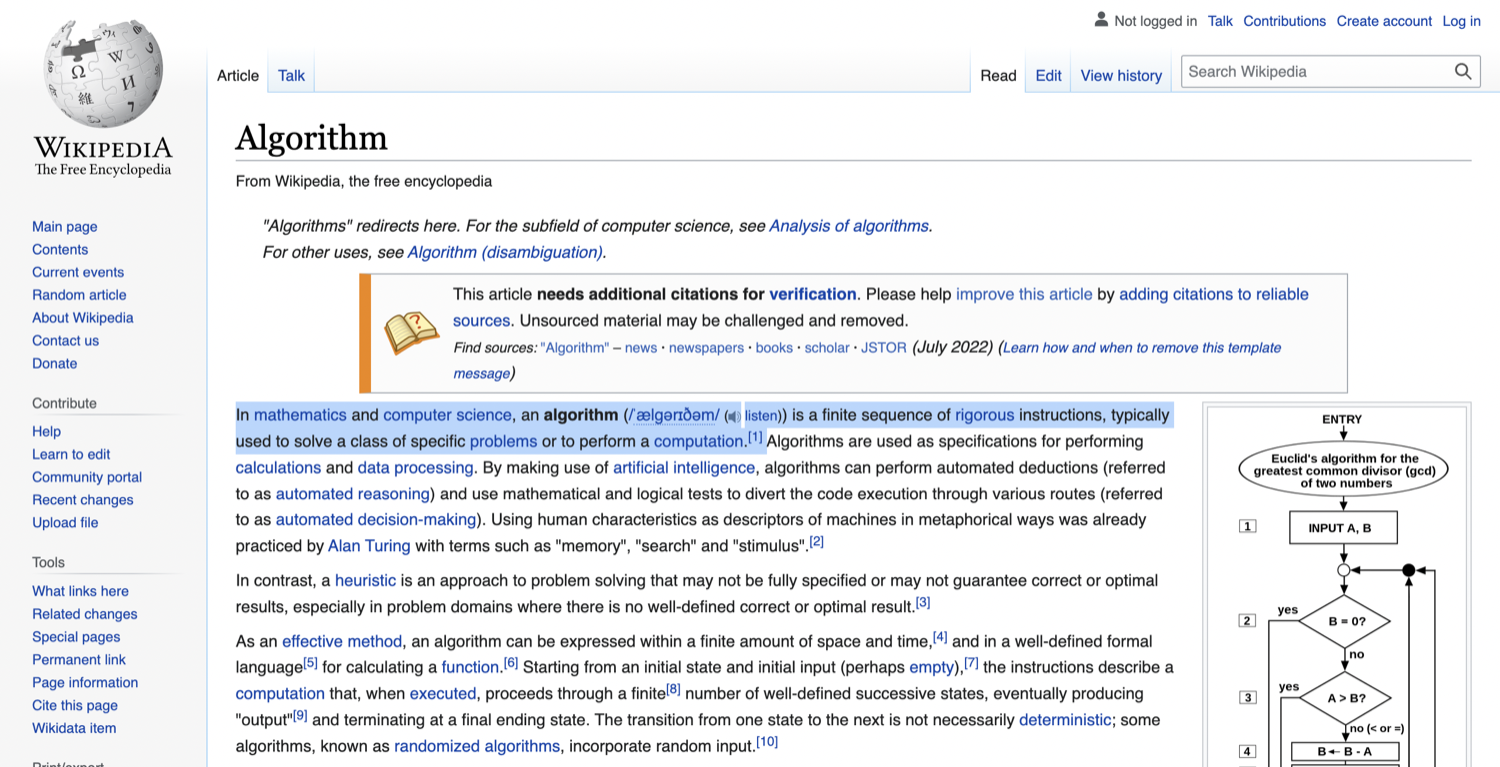 Not logged in Talk Contributions Create account Log in
Article Talk
Read Edit View history
Search Wikipedia
Ω W И 維 7
WIKIPEDIA
The Free Encyclopedia
Main page
Contents
Current events
Random article
About Wikipedia
Contact us
Donate
Contribute
Help
Learn to edit
Community portal
Recent changes
Upload file
Tools
What links here
Related changes
Special pages
Permanent link
Page information
Cite this page
Wikidata item
Print/export
Algorithm
From Wikipedia, the free encyclopedia
"Algorithms" redirects here. For the subfield of computer science, see Analysis of algorithms.
For other uses, see Algorithm (disambiguation).
?
This article needs additional citations for verification. Please help improve this article by adding citations to reliable
sources. Unsourced material may be challenged and removed.
Find sources: "Algorithm" – news · newspapers · books · scholar · JSTOR (July 2022) (Learn how and when to remove this template
message)
In mathematics and computer science, an algorithm (/ˈælɡərɪðəm/ (listen)) is a finite sequence of rigorous instructions, typically
used to solve a class of specific problems or to perform a computation.[1] Algorithms are used as specifications for performing
calculations and data processing. By making use of artificial intelligence, algorithms can perform automated deductions (referred
to as automated reasoning) and use mathematical and logical tests to divert the code execution through various routes (referred
to as automated decision-making). Using human characteristics as descriptors of machines in metaphorical ways was already
practiced by Alan Turing with terms such as "memory", "search" and "stimulus".[2]
In contrast, a heuristic is an approach to problem solving that may not be fully specified or may not guarantee correct or optimal
results, especially in problem domains where there is no well-defined correct or optimal result.[3]
As an effective method, an algorithm can be expressed within a finite amount of space and time,[4] and in a well-defined formal
language[5] for calculating a function.[6] Starting from an initial state and initial input (perhaps empty),[7] the instructions describe a
computation that, when executed, proceeds through a finite[8] number of well-defined successive states, eventually producing
"output"[9] and terminating at a final ending state. The transition from one state to the next is not necessarily deterministic; some
algorithms, known as randomized algorithms, incorporate random input.[10]
ENTRY
Euclid's algorithm for the
greatest common divisor (gcd)
of two numbers
1 INPUT A, B
yes
2 B = 0?
no
yes
3 A > B?
no (< or =)
4 B ← B - A